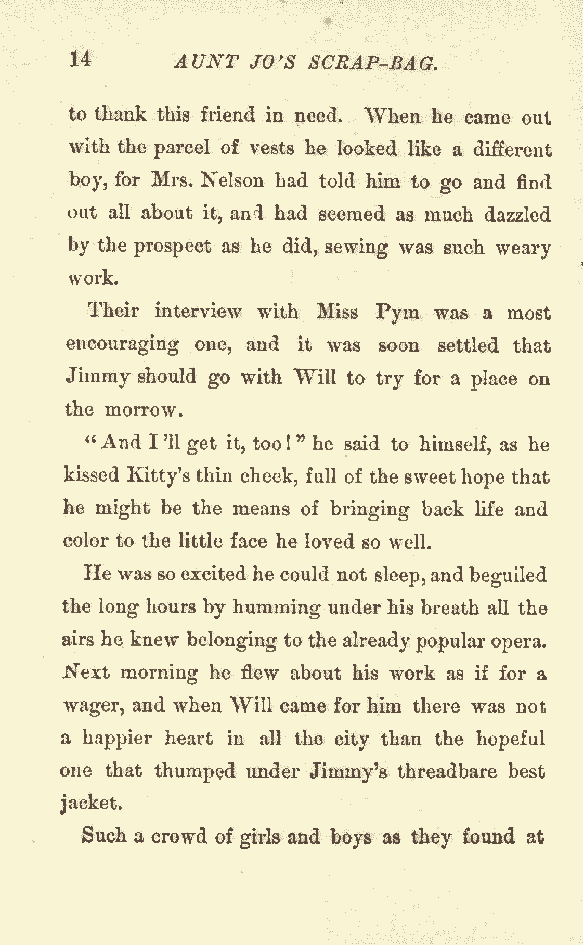 14 AUNT JO'S SCRAP-BAG.
to thank this friend in need. When he came out
with the parcel of vests he looked like a different
boy, for Mrs. Nelson had told him to go and find
out all about it, and had seemed as much dazzled
by the prospect as he did, sewing was such weary
work.
Their interview with Miss Pym was a most
encouraging one, and it was soon settled that
Jimmy should go with Will to try for a place on
the morrow.
"And I'll get it, too!" he said to himself, as he
kissed Kitty's thin cheek, full of the sweet hope that
he might be the means of bringing back life and
color to the little face he loved so well.
He was so excited he could not sleep, and beguiled
the long hours by humming under his breath all the
airs he knew belonging to the already popular opera.
Next morning he flew about his work as if for a
wager, and when Will came for him there was not
a happier heart in all the city than the hopeful
one that thumped under Jimmy's threadbare best
jacket.
Such a crowd of girls and boys as they found at